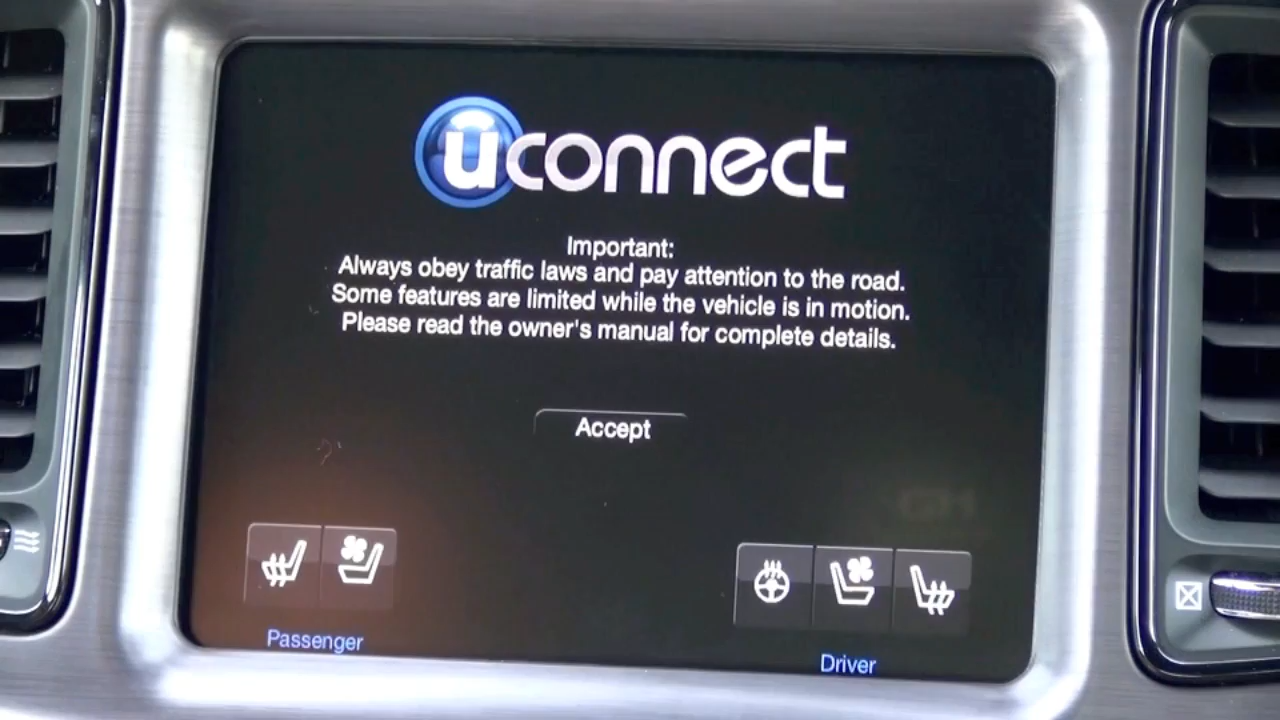 uconnect
Important:
Always obey traffic laws and pay attention to the road.
Some features are limited while the vehicle is in motion.
Please read the owner's manual for complete details.
Accept
Passenger
Driver